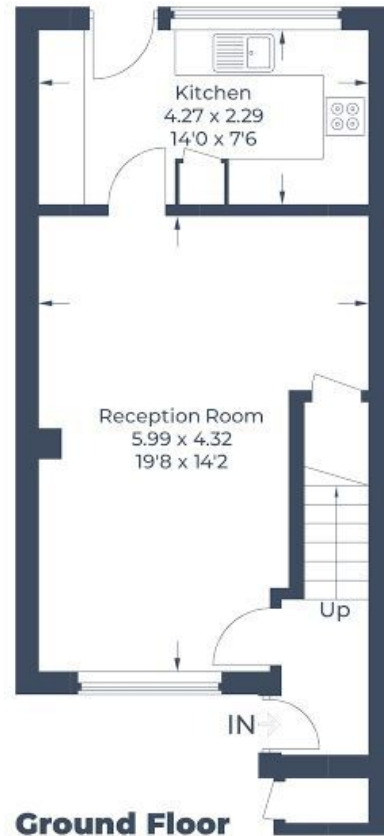 Kitchen
4.27 x 2.29
14'0 x 7'6
Reception Room
5.99 x 4.32
19'8 x 14'2
Up
IN
Ground Floor